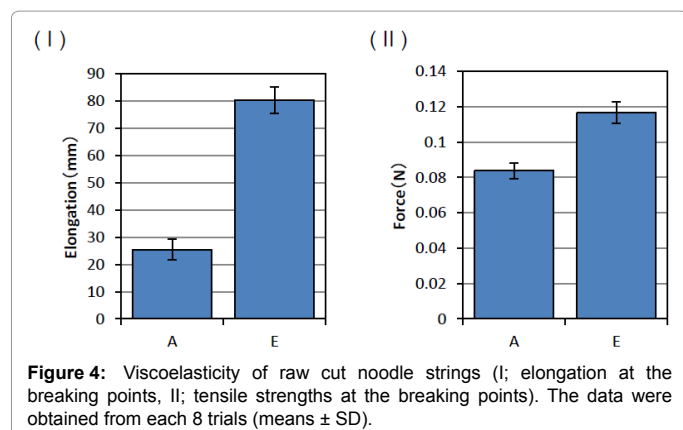 ( I )
( II )
90
80
70
60
50
40
30
20
10
0
Elongation (mm)
A
E
0.14
0.12
0.1
0.08
0.06
0.04
0.02
0
Force(N)
A
E
Figure 4: Viscoelasticity of raw cut noodle strings (I; elongation at the
breaking points, II; tensile strengths at the breaking points). The data were
obtained from each 8 trials (means ± SD).